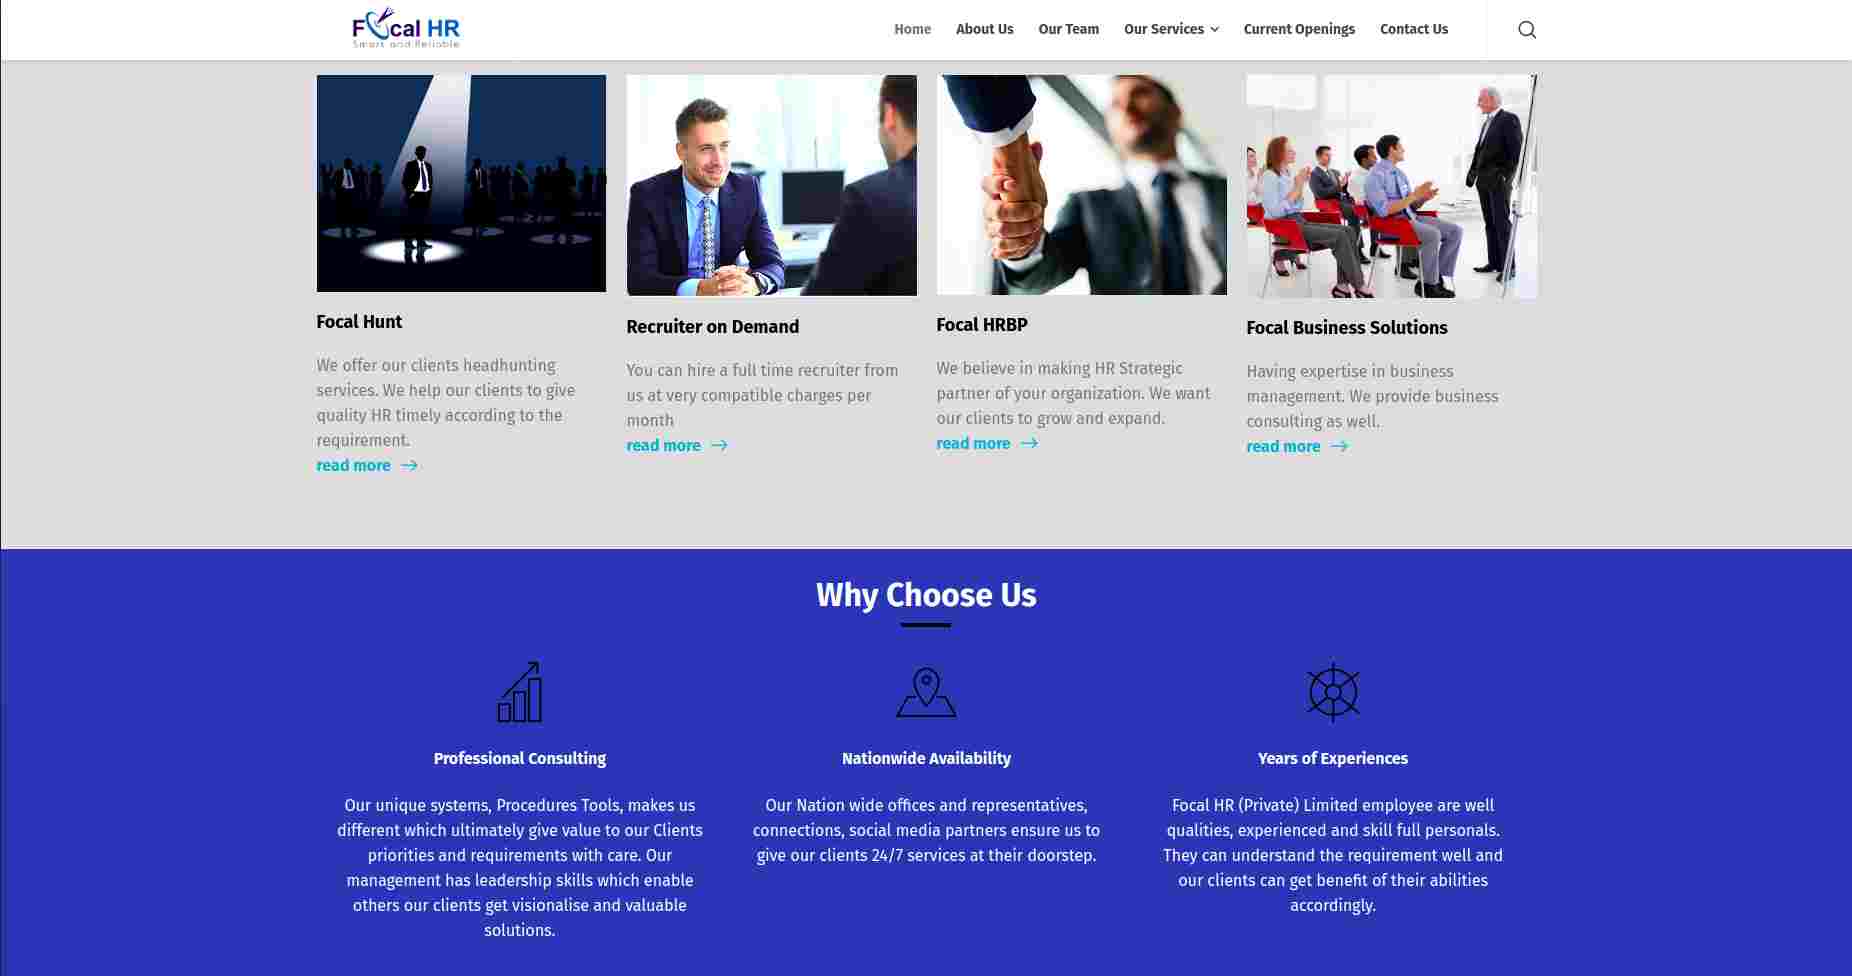 Focal HR
Smart and Reliable
Home
About Us
Our Team
Our Services
Current Openings
Contact Us
Focal Hunt
We offer our clients headhunting
services. We help our clients to give
quality HR timely according to the
requirement.
read more
Recruiter on Demand
You can hire a full time recruiter from
us at very compatible charges per
month
read more
Focal HRBP
We believe in making HR Strategic
partner of your organization. We want
our clients to grow and expand.
read more
Focal Business Solutions
Having expertise in business
management. We provide business
consulting as well.
read more
Why Choose Us
Professional Consulting
Our unique systems, Procedures Tools, makes us
different which ultimately give value to our Clients
priorities and requirements with care. Our
management has leadership skills which enable
others our clients get visionalise and valuable
solutions.
Nationwide Availability
Our Nation wide offices and representatives,
connections, social media partners ensure us to
give our clients 24/7 services at their doorstep.
Years of Experiences
Focal HR (Private) Limited employee are well
qualities, experienced and skill full personals.
They can understand the requirement well and
our clients can get benefit of their abilities
accordingly.